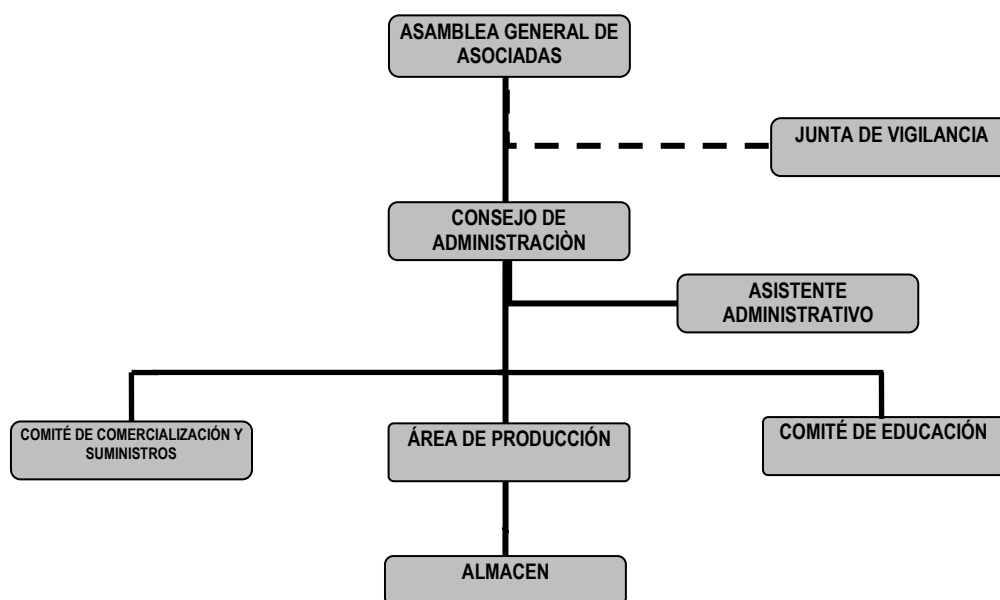 ASAMBLEA GENERAL DE
ASOCIADAS
JUNTA DE VIGILANCIA
CONSEJO DE
ADMINISTRACIÒN
ASISTENTE
ADMINISTRATIVO
COMITÉ DE COMERCIALIZACIÓN Y
SUMINISTROS
ÁREA DE PRODUCCIÓN
COMITÉ DE EDUCACIÓN
ALMACEN